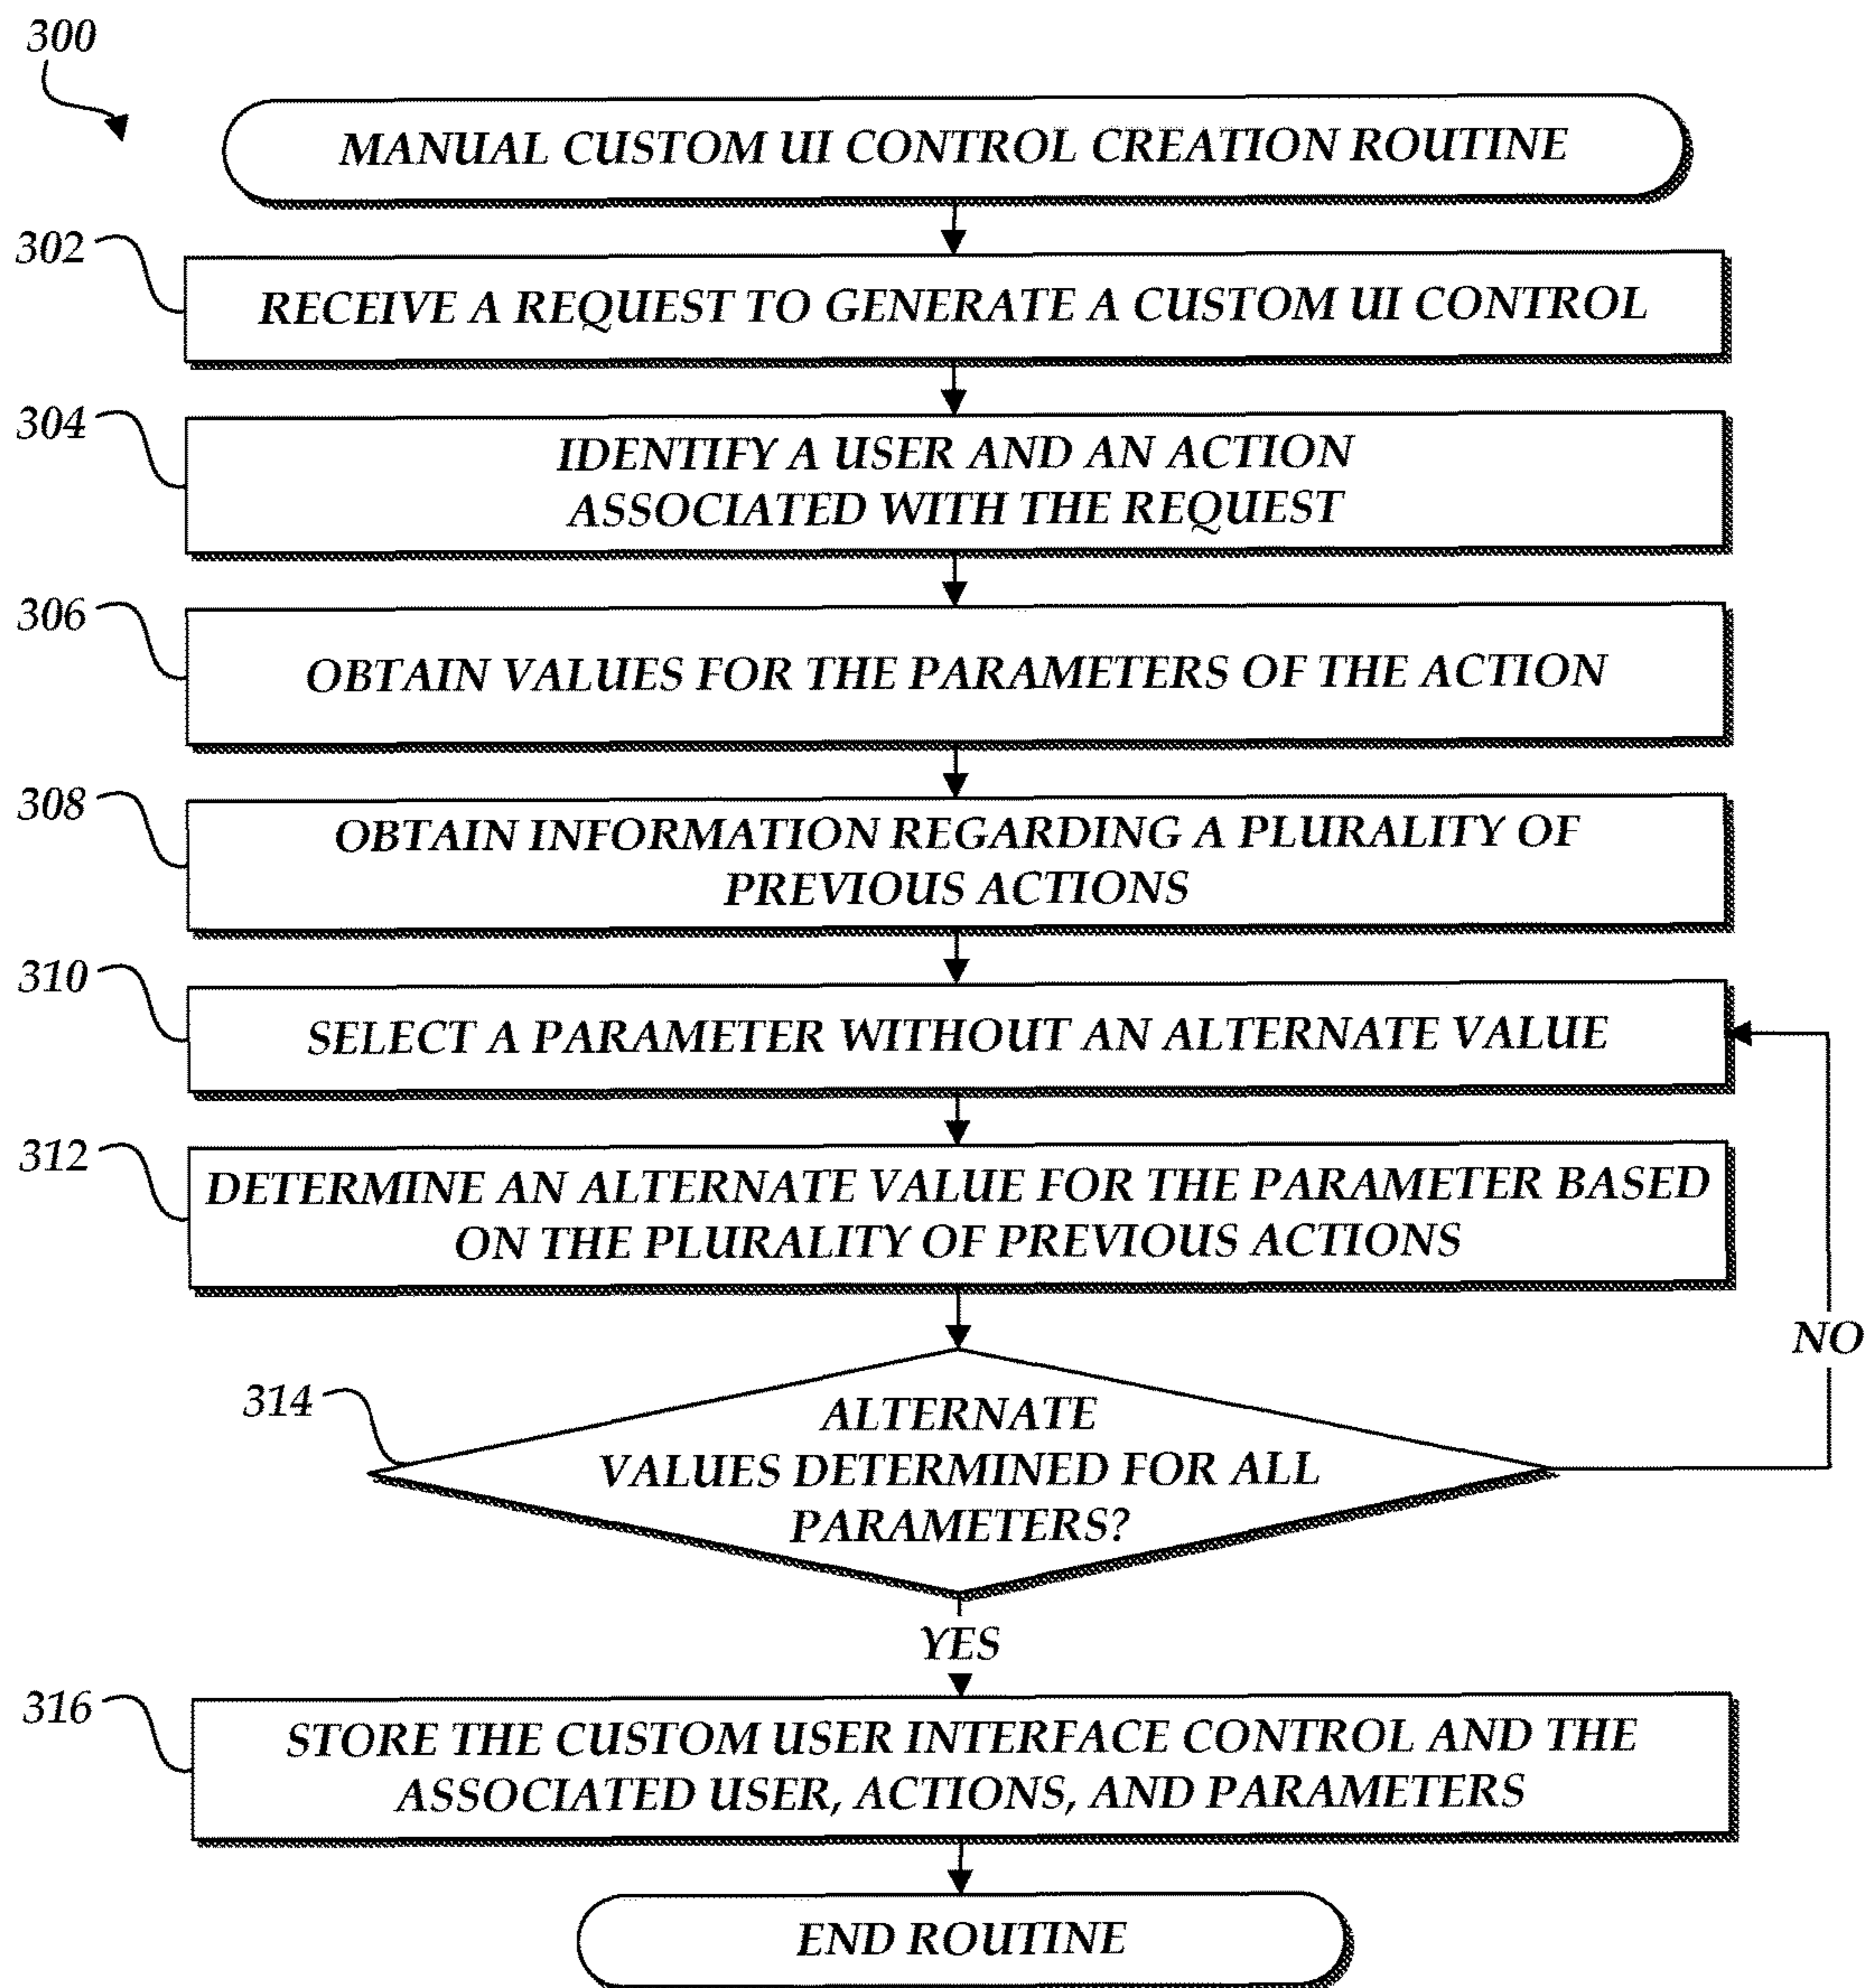 300
MANUAL CUSTOM UI CONTROL CREATION ROUTINE
302
RECEIVE A REQUEST TO GENERATE A CUSTOM UI CONTROL
304
IDENTIFY A USER AND AN ACTION
ASSOCIATED WITH THE REQUEST
306
OBTAIN VALUES FOR THE PARAMETERS OF THE ACTION
308
OBTAIN INFORMATION REGARDING A PLURALITY OF
PREVIOUS ACTIONS
310
SELECT A PARAMETER WITHOUT AN ALTERNATE VALUE
312
DETERMINE AN ALTERNATE VALUE FOR THE PARAMETER BASED
ON THE PLURALITY OF PREVIOUS ACTIONS
NO
314
ALTERNATE
VALUES DETERMINED FOR ALL
PARAMETERS?
YES
316
STORE THE CUSTOM USER INTERFACE CONTROL AND THE
ASSOCIATED USER, ACTIONS, AND PARAMETERS
END ROUTINE